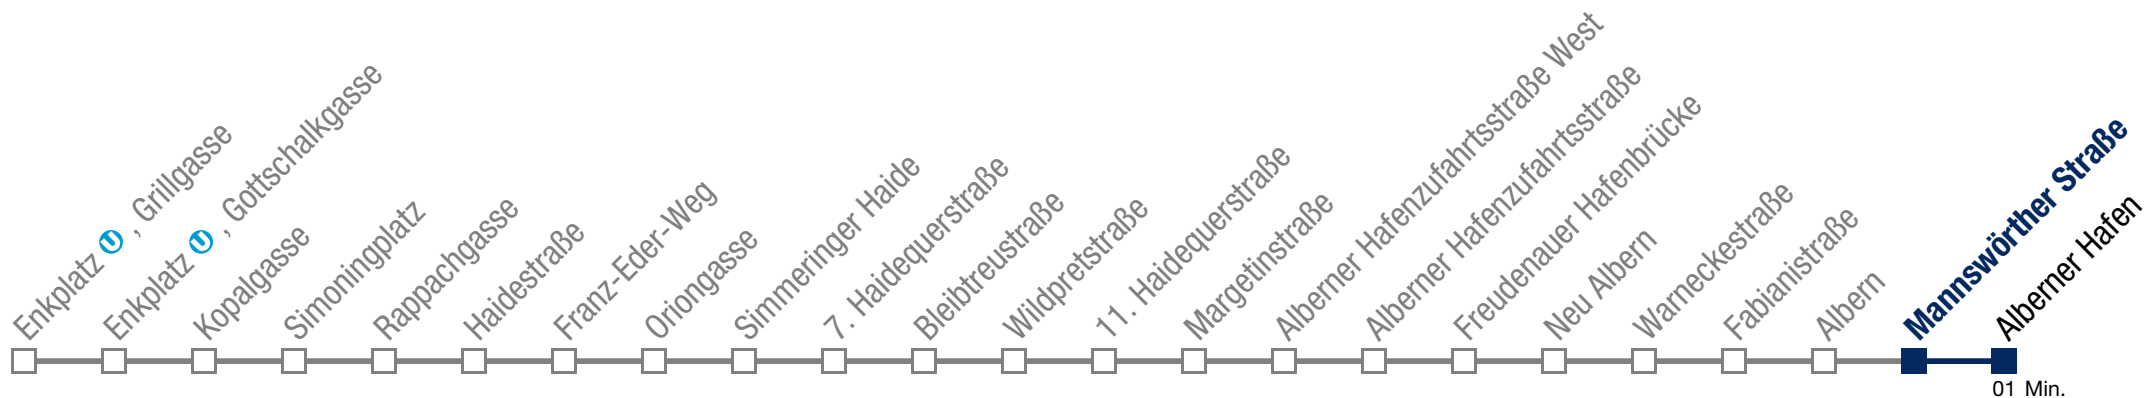 Enkplatz U , Grillgasse
Enkplatz U , Gottschalkgasse
Kopalgasse
Simoningplatz
Rappachgasse
Haidestraße
Franz-Eder-Weg
Oriongasse
Simmeringer Haide
7. Haidequerstraße
Bleibtreustraße
Wildpretstraße
11. Haidequerstraße
Margetinstraße
Alberner Hafenzufahrtsstraße West
Alberner Hafenzufahrtsstraße
Freudenauer Hafenbrücke
Neu Albern
Warneckestraße
Fabianistraße
Albern
Mannswörther Straße
Alberner Hafen
01 Min.